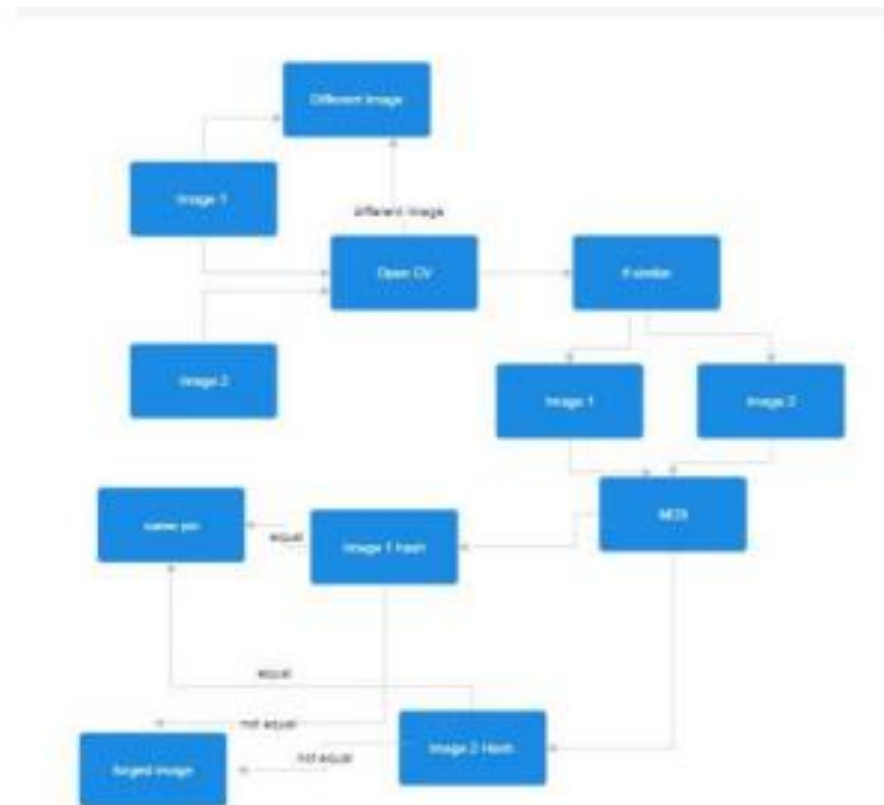 Different Image
Image 1
different image
Open CV
If similar
Image 2
Image 1
Image 2
MD5
same pic
equal
Image 1 hash
equal
not equal
Image 2 Hash
not equal
forged image